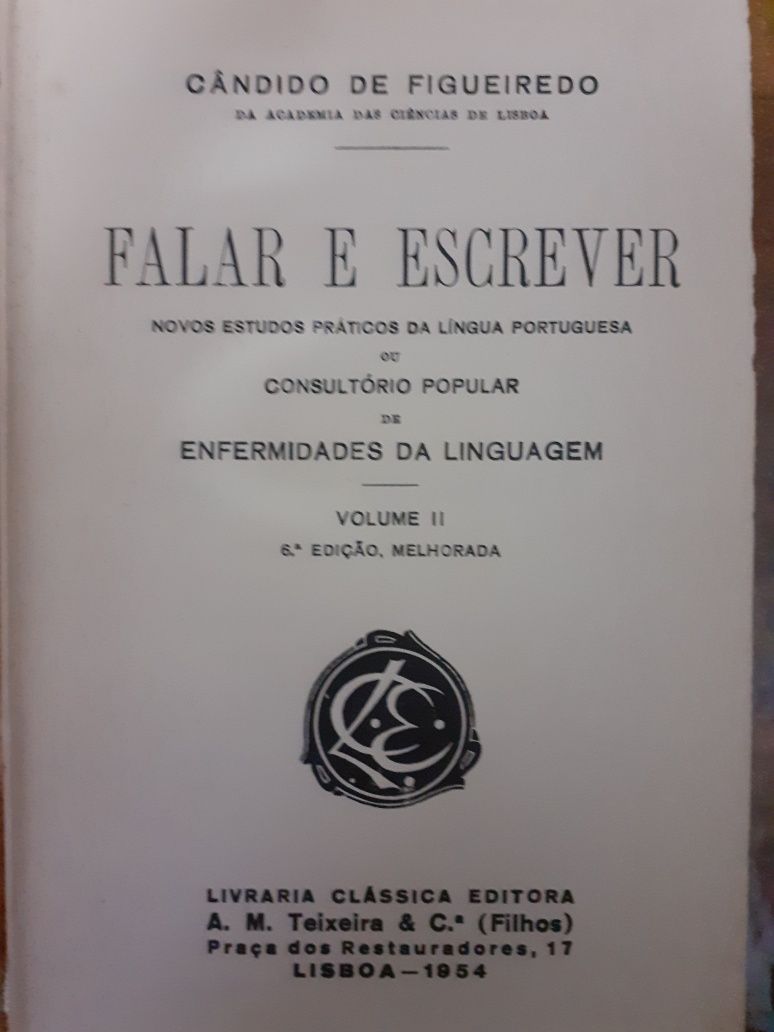 CÂNDIDO DE FIGUEIREDO
DA ACADEMIA DAS CIÊNCIAS DE LISBOA
FALAR E ESCREVER
NOVOS ESTUDOS PRÁTICOS DA LÍNGUA PORTUGUESA
OU
CONSULTÓRIO POPULAR
DE
ENFERMIDADES DA LINGUAGEM
VOLUME II
6.ª EDIÇÃO, MELHORADA
LCE
LIVRARIA CLÁSSICA EDITORA
A. M. Teixeira & C.ª (Filhos)
Praça dos Restauradores, 17
LISBOA—1954